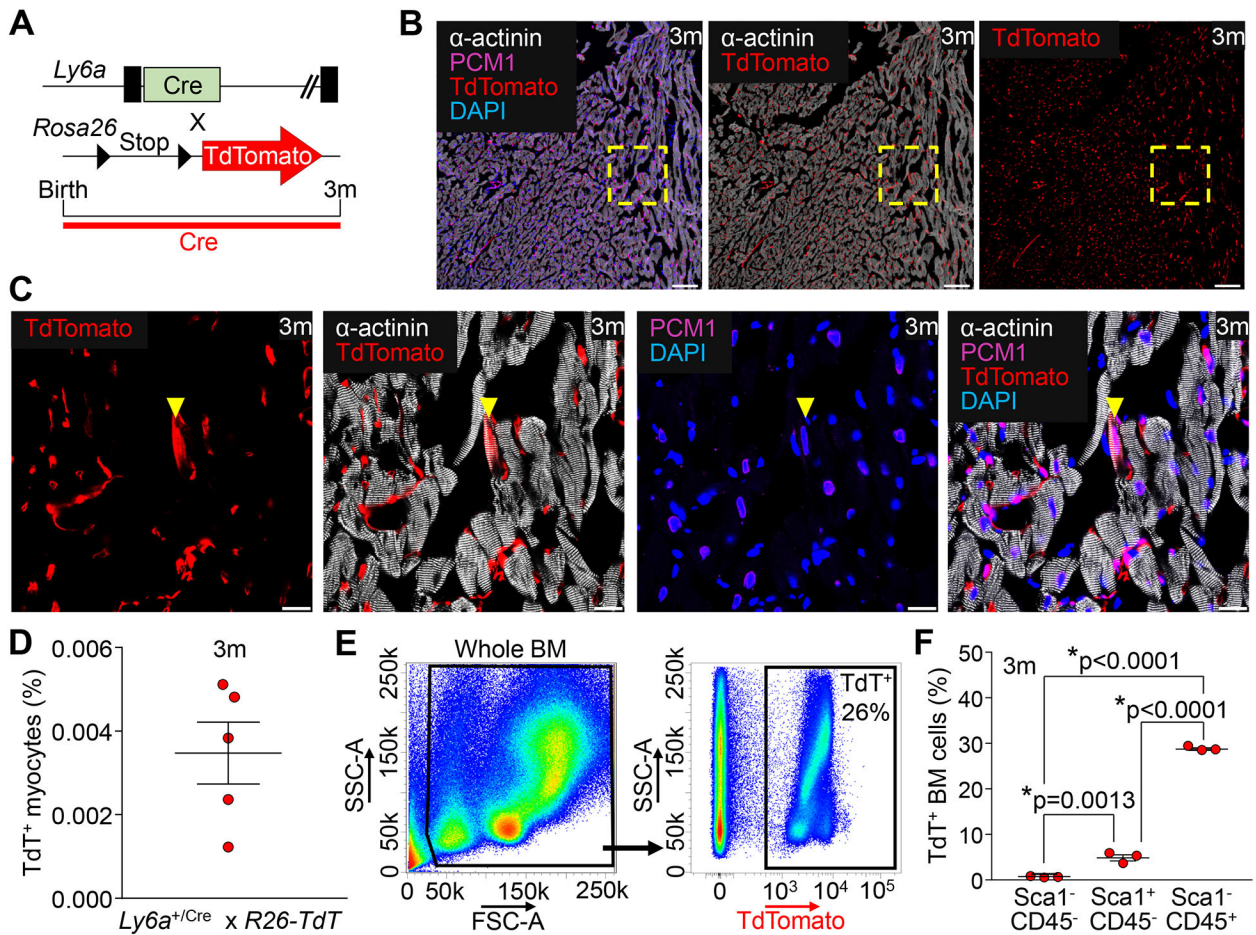 A
Ly6a
Cre
//
X
Rosa26
Stop
TdTomato
Birth
3m
Cre
B
α-actinin
PCM1
TdTomato
DAPI
3m
α-actinin
TdTomato
3m
TdTomato
3m
C
TdTomato
3m
α-actinin
TdTomato
3m
PCM1
DAPI
3m
α-actinin
PCM1
TdTomato
DAPI
3m
D
3m
TdT⁺ myocytes (%)
0.006
0.004
0.002
0.000
Ly6a⁺/ᶜʳᵉ x R26-TdT
E
Whole BM
SSC-A
250k
150k
50k
0
0 50k 150k 250k
FSC-A
SSC-A
250k
150k
50k
0
TdT⁺
26%
0 10³ 10⁴ 10⁵
TdTomato
F
3m
TdT⁺ BM cells (%)
50
40
30
20
10
0
*p<0.0001
*p<0.0001
*p=0.0013
Sca1⁻ Sca1⁺ Sca1⁻
CD45⁻ CD45⁻ CD45⁺